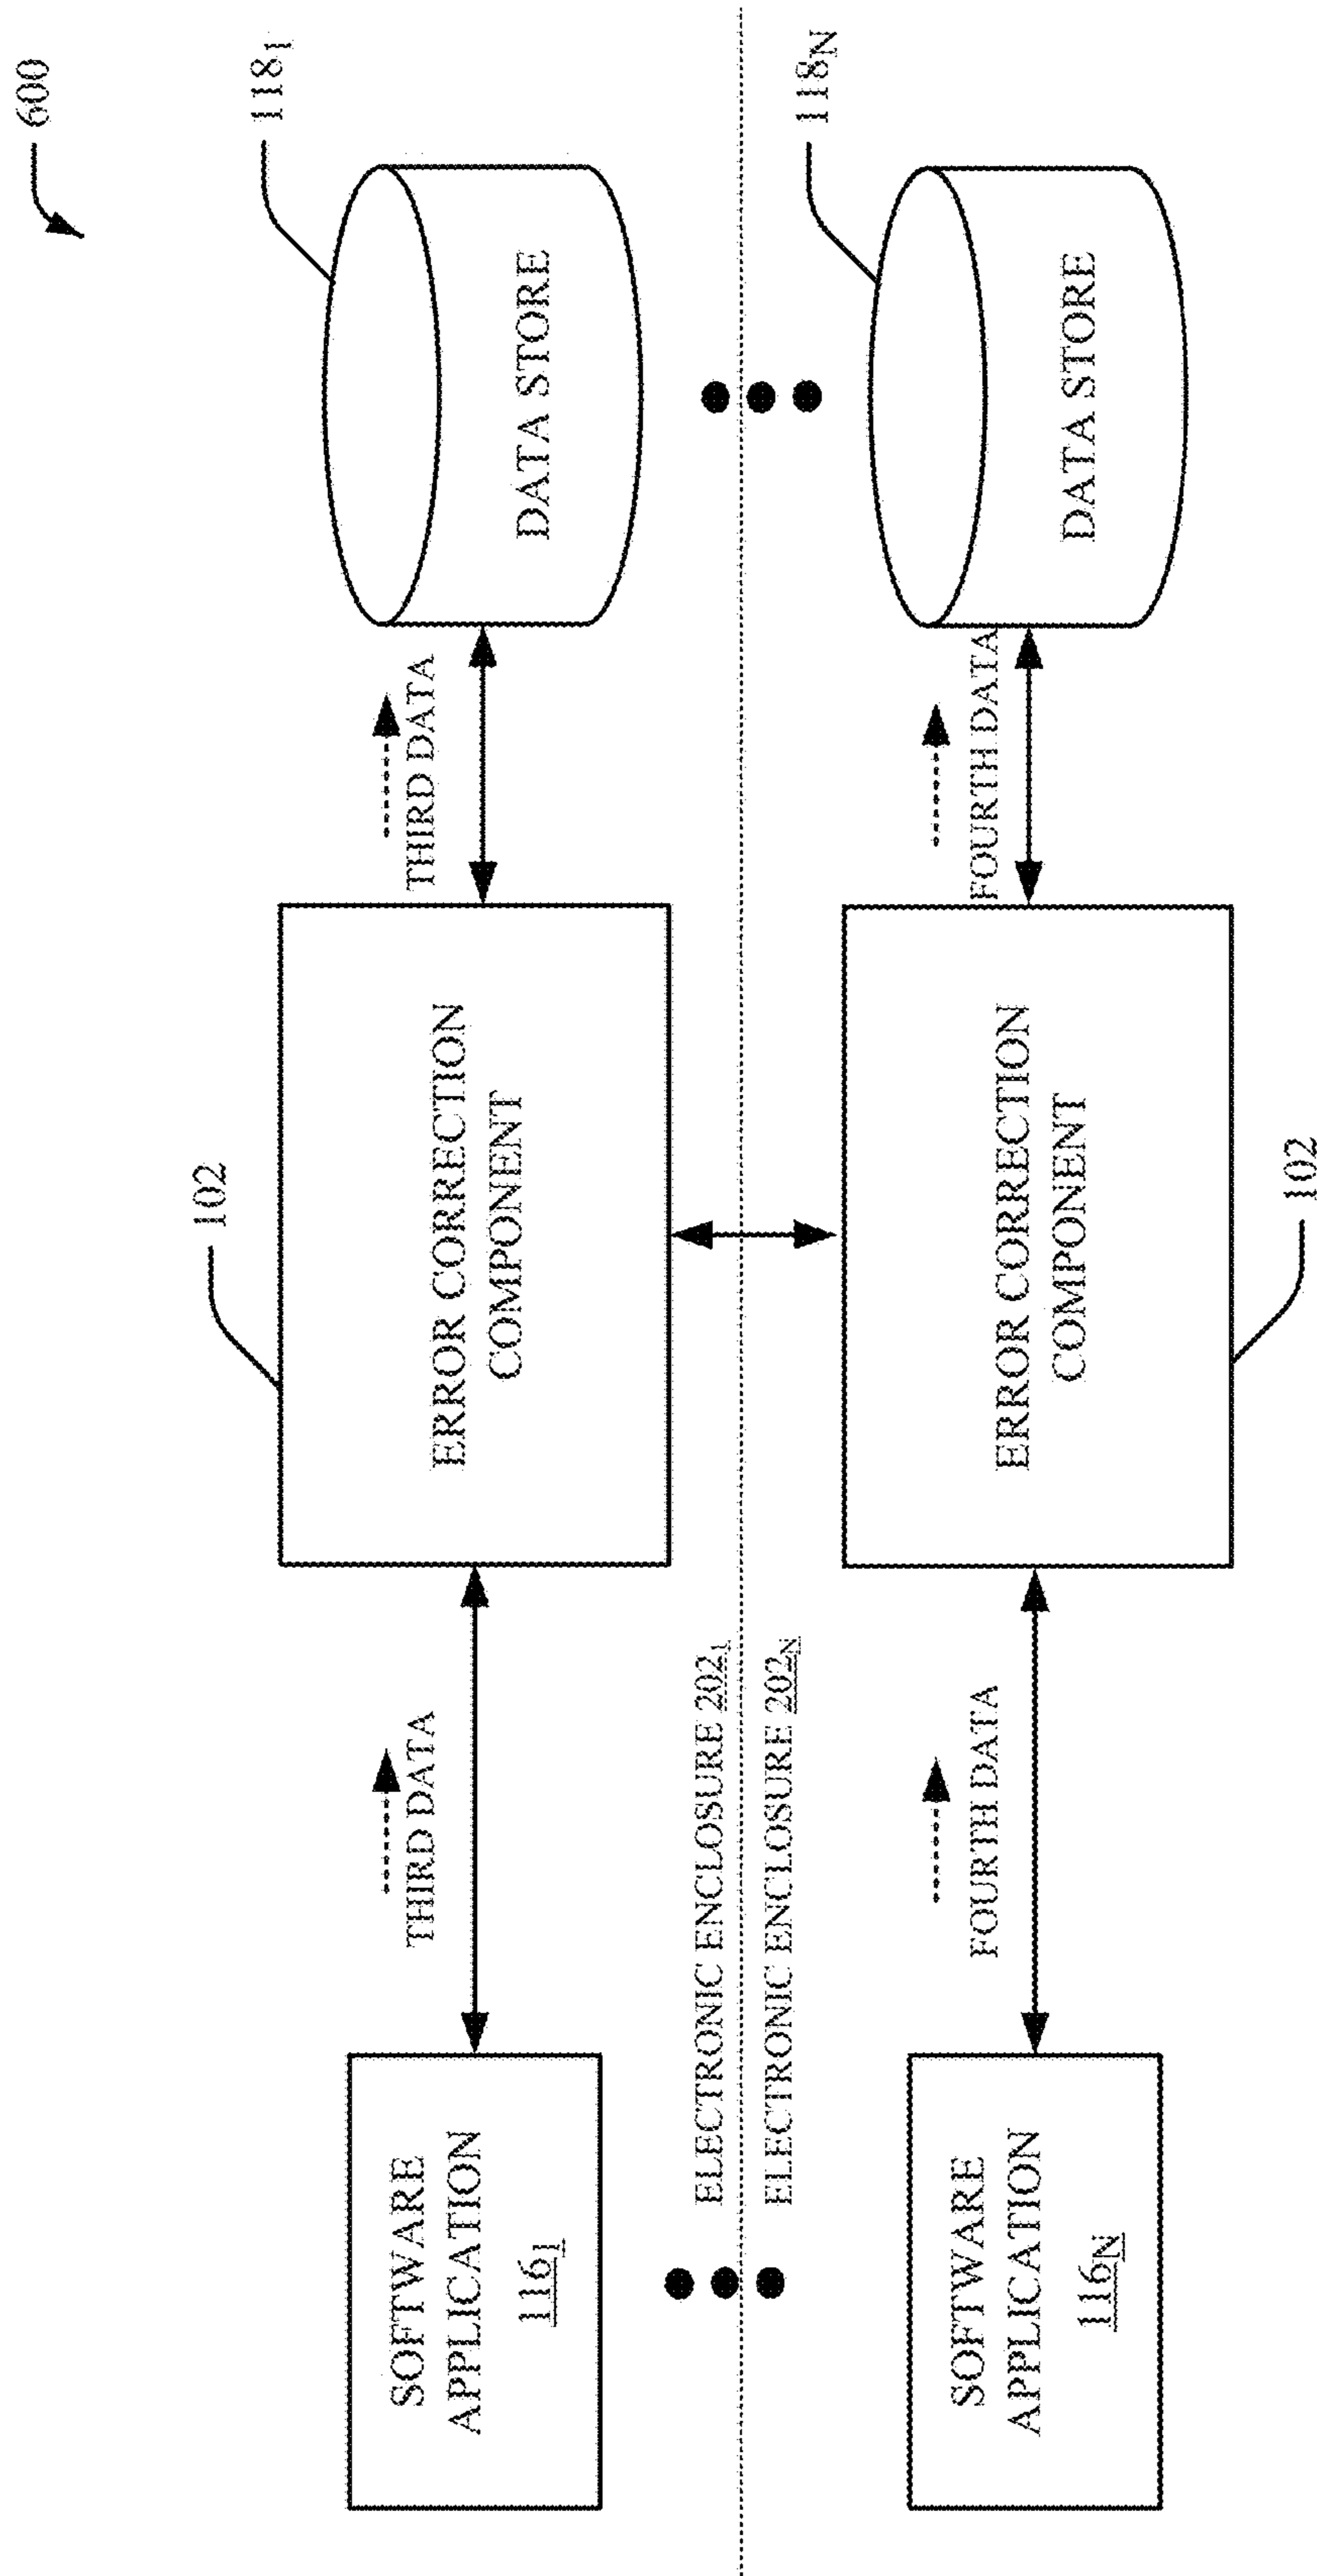 600
102
118₁
SOFTWARE
APPLICATION
116₁
THIRD DATA
ERROR CORRECTION
COMPONENT
THIRD DATA
DATA STORE
ELECTRONIC ENCLOSURE 202₁
ELECTRONIC ENCLOSURE 202N
118N
SOFTWARE
APPLICATION
116N
FOURTH DATA
ERROR CORRECTION
COMPONENT
FOURTH DATA
DATA STORE
102